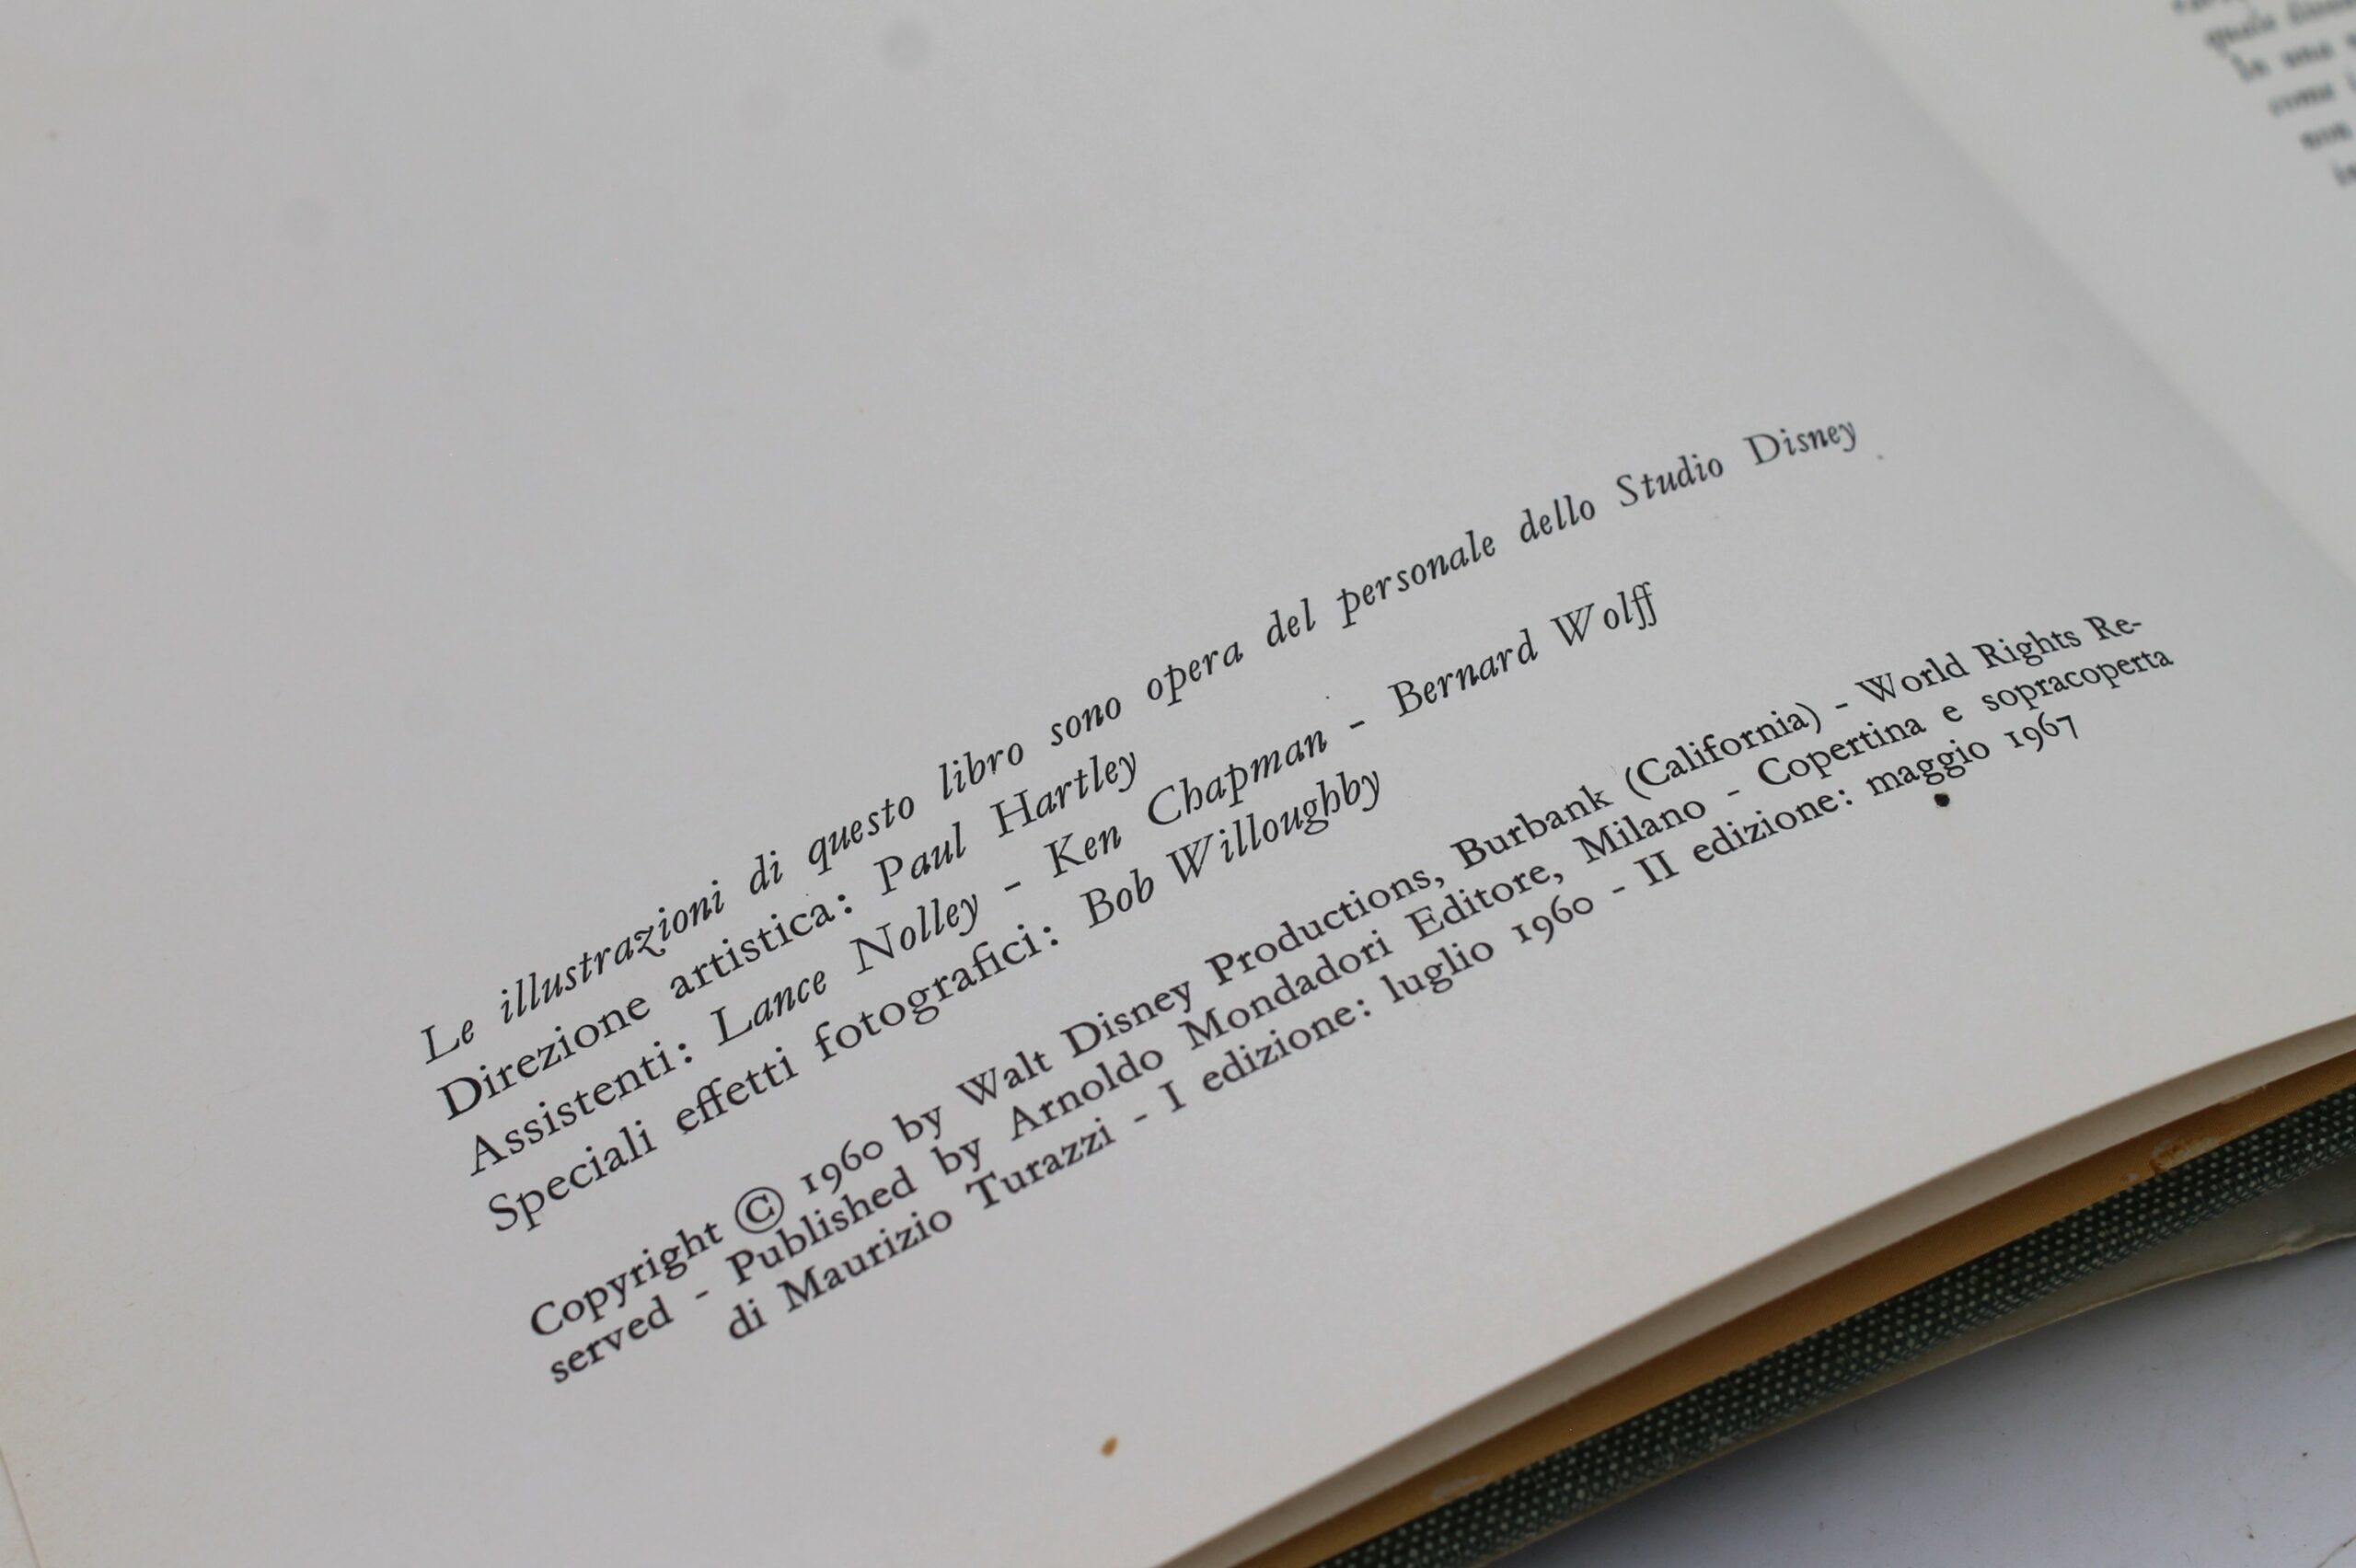 Le illustrazioni di questo libro sono opera del personale dello Studio Disney
Direzione artistica: Paul Hartley
Assistenti: Lance Nolley - Ken Chapman - Bernard Wolff
Speciali effetti fotografici: Bob Willoughby
Copyright © 1960 by Walt Disney Productions, Burbank (California) - World Rights Re-
served - Published by Arnoldo Mondadori Editore, Milano - Copertina e sopracoperta
di Maurizio Turazzi - I edizione: luglio 1960 - II edizione: maggio 1967